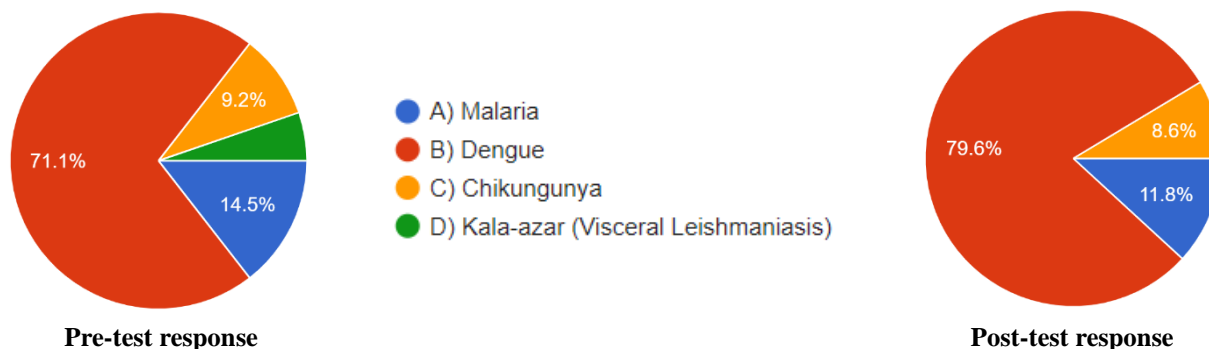 9.2%
71.1%
14.5%
A) Malaria
B) Dengue
C) Chikungunya
D) Kala-azar (Visceral Leishmaniasis)
79.6%
8.6%
11.8%
Pre-test response
Post-test response